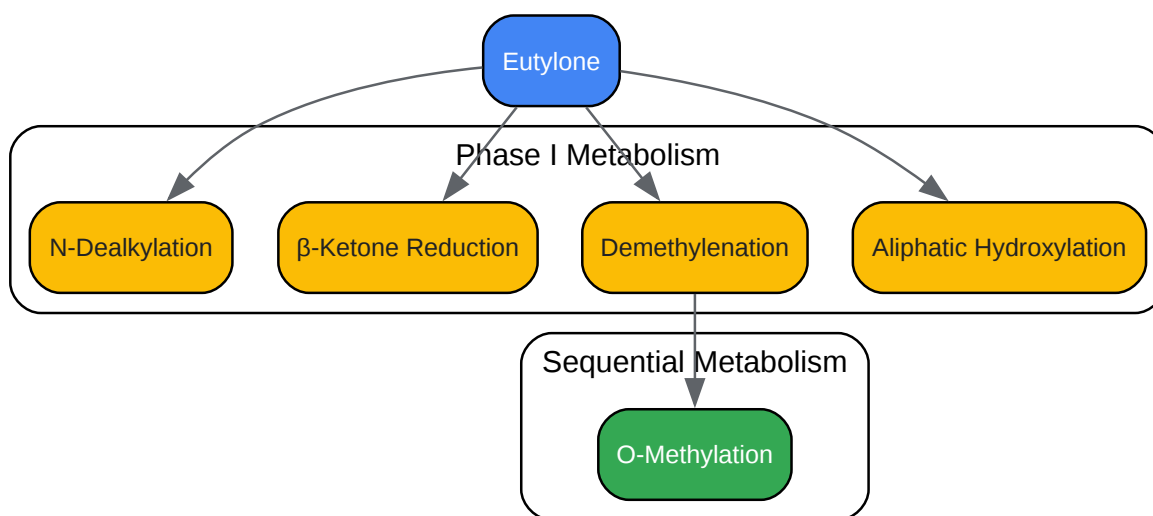 Eutylone
Phase I Metabolism
N-Dealkylation
β-Ketone Reduction
Demethylenation
Aliphatic Hydroxylation
Sequential Metabolism
O-Methylation